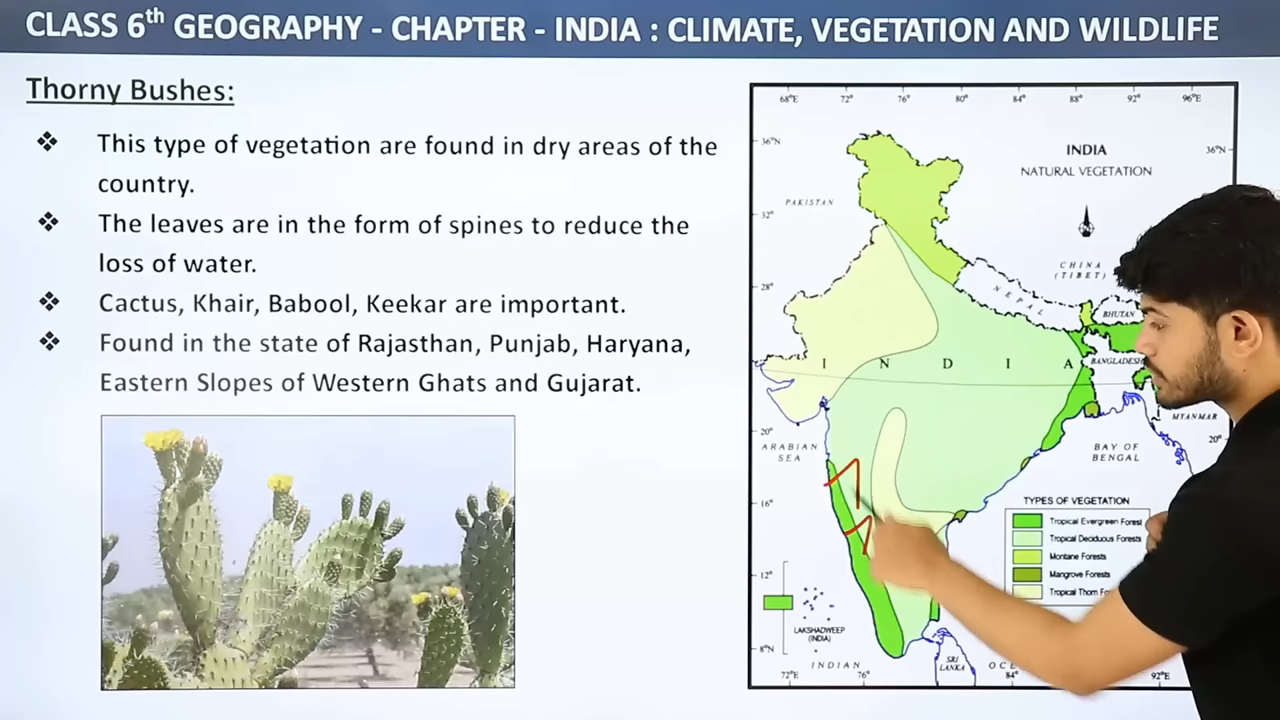 CLASS 6th GEOGRAPHY - CHAPTER - INDIA : CLIMATE, VEGETATION AND WILDLIFE
Thorny Bushes:
❖ This type of vegetation are found in dry areas of the
country.
❖ The leaves are in the form of spines to reduce the
loss of water.
❖ Cactus, Khair, Babool, Keekar are important.
❖ Found in the state of Rajasthan, Punjab, Haryana,
Eastern Slopes of Western Ghats and Gujarat.
68°E 72° 76° 80° 84° 88° 92° 96°E
36°N 36°N
INDIA
NATURAL VEGETATION
N
PAKISTAN
32°
CHINA
(TIBET)
28°
NEPAL
BHUTAN
INDIA
BANGLADESH
MYANMAR
20° 20°
ARABIAN
SEA
BAY OF
BENGAL
16°
TYPES OF VEGETATION
Tropical Evergreen Forest
Tropical Deciduous Forests
Montane Forests
Mangrove Forests
Tropical Thorn
12°
LAKSHADWEEP
(INDIA)
8°N
INDIAN
SRI
LANKA
72°E 76° 84° 92°E